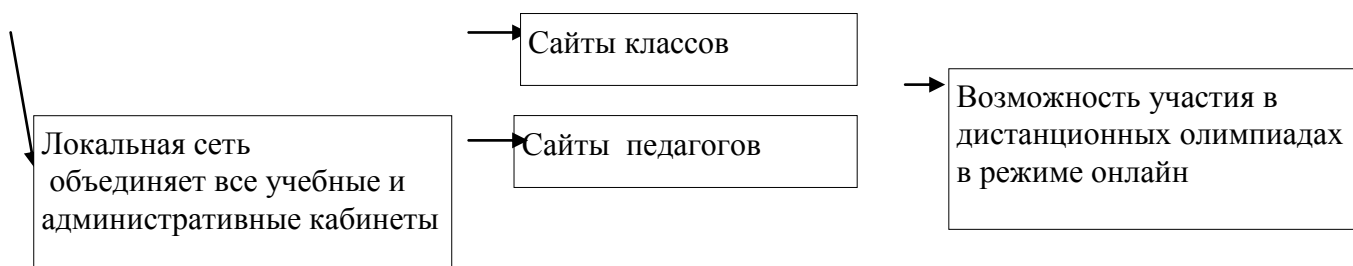 Сайты классов
Локальная сеть
объединяет все учебные и
административные кабинеты
Сайты педагогов
Возможность участия в
дистанционных олимпиадах
в режиме онлайн